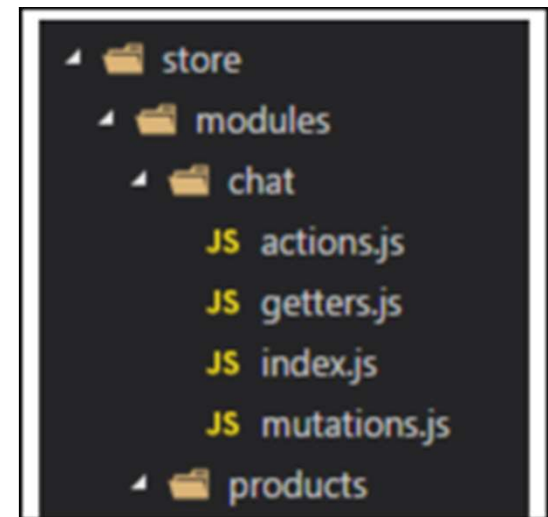 store
modules
chat
JS actions.js
JS getters.js
JS index.js
JS mutations.js
products